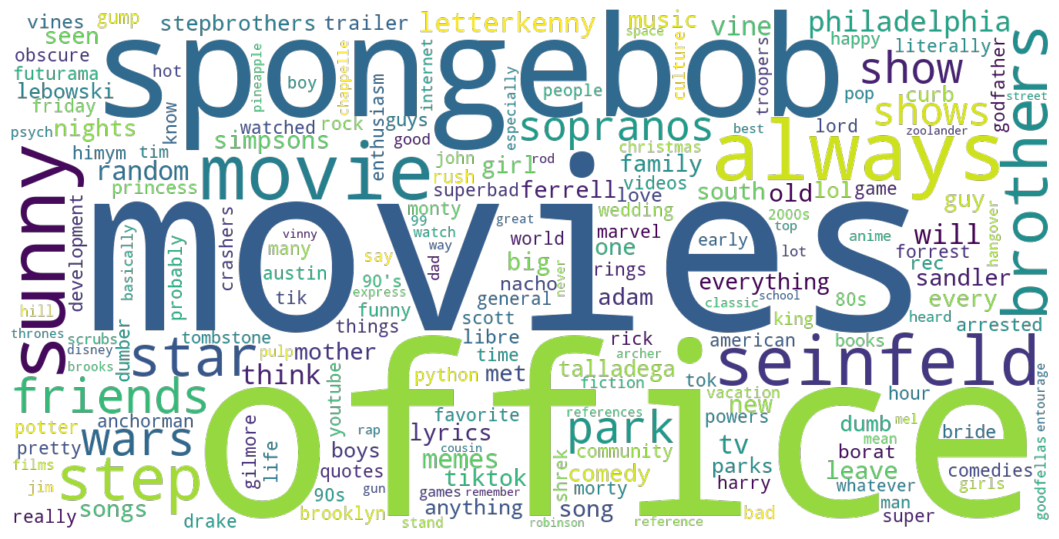 vines gump stepbrothers trailer letterkenny music vine philadelphia
seen spongebob space happy
obscure hot boy pineapple chappelle internet people especially cultured troopers literally
futurama know pop show godfather brothers
lebowski enthusiasm curb street
friday watched rock guys sopranos best lord shows
psych nights simpsons good always zoolander
himym tim john girl rod christmas
random movie rush family south old lol game
sunny princess superbad ferrell love videos guy
development movies monty wedding 2000s
crashers vinny 99 great world marvel top will
basically probably many watch way one early lot anime forrest hangover
austin say dad big rings rec sandler
tik 90's nacho never adam everything 80s every
hill funny express general classic school
things scott king heard arrested
thrones scrubs tombstone libre rick american books
disney dumber star pulp mother time archer seinfeld
brooks think python met talladega tok vacation
friends youtube fiction new hour
potter anchorman favorite references powers dumb mel
pretty wars rap lyrics park tv bride entourage
gilmore life cousin boys community mean borat
films step office quotes memes shrek comedy parks leave comedies
jim 90s gun tiktok morty harry whatever girls
songs games remember song man goodfellas
really drake brooklyn anything bad super
stand robinson reference